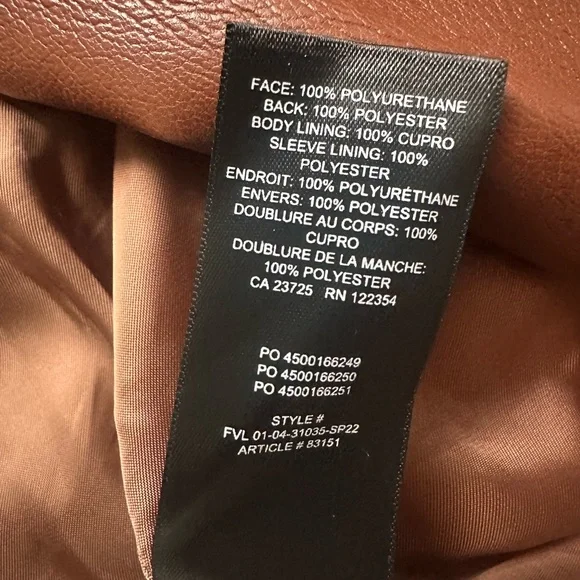 FACE: 100% POLYURETHANE
BACK: 100% POLYESTER
BODY LINING: 100% CUPRO
SLEEVE LINING: 100%
POLYESTER
ENDROIT: 100% POLYURÉTHANE
ENVERS: 100% POLYESTER
DOUBLURE AU CORPS: 100%
CUPRO
DOUBLURE DE LA MANCHE:
100% POLYESTER
CA 23725 RN 122354
PO 4500166249
PO 4500166250
PO 4500166251
STYLE #
FVL 01-04-31035-SP22
ARTICLE # 83151